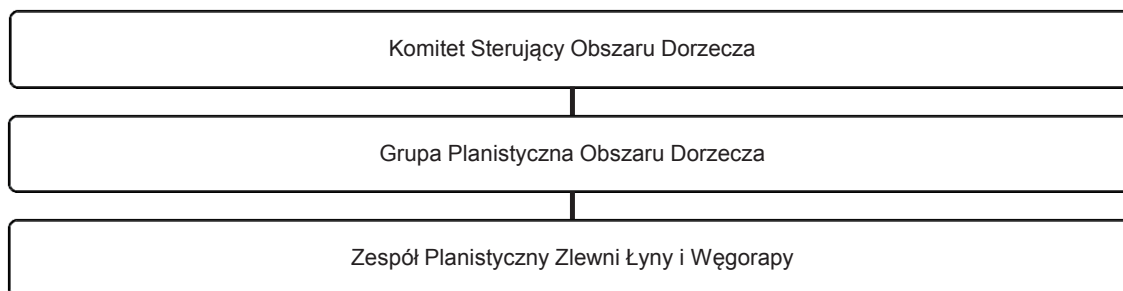 Komitet Sterujący Obszaru Dorzecza
Grupa Planistyczna Obszaru Dorzecza
Zespół Planistyczny Zlewni Łyny i Węgorapy